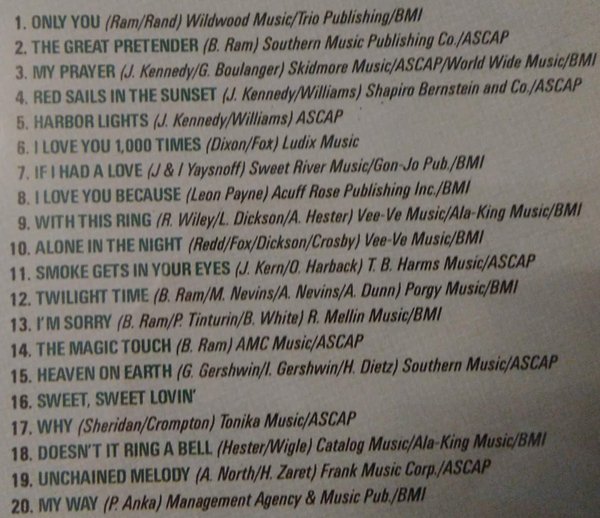 1. ONLY YOU (Ram/Rand) Wildwood Music/Trio Publishing/BMI
2. THE GREAT PRETENDER (B. Ram) Southern Music Publishing Co./ASCAP
3. MY PRAYER (J. Kennedy/G. Boulanger) Skidmore Music/ASCAP/World Wide Music/BMI
4. RED SAILS IN THE SUNSET (J. Kennedy/Williams) Shapiro Bernstein and Co./ASCAP
5. HARBOR LIGHTS (J. Kennedy/Williams) ASCAP
6. I LOVE YOU 1,000 TIMES (Dixon/Fox) Ludix Music
7. IF I HAD A LOVE (J & I Yaysnoff) Sweet River Music/Gon-Jo Pub./BMI
8. I LOVE YOU BECAUSE (Leon Payne) Acuff Rose Publishing Inc./BMI
9. WITH THIS RING (R. Wiley/L. Dickson/A. Hester) Vee-Ve Music/Ala-King Music/BMI
10. ALONE IN THE NIGHT (Redd/Fox/Dickson/Crosby) Vee-Ve Music/BMI
11. SMOKE GETS IN YOUR EYES (J. Kern/O. Harback) T. B. Harms Music/ASCAP
12. TWILIGHT TIME (B. Ram/M. Nevins/A. Nevins/A. Dunn) Porgy Music/BMI
13. I'M SORRY (B. Ram/P. Tinturin/B. White) R. Mellin Music/BMI
14. THE MAGIC TOUCH (B. Ram) AMC Music/ASCAP
15. HEAVEN ON EARTH (G. Gershwin/I. Gershwin/H. Dietz) Southern Music/ASCAP
16. SWEET, SWEET LOVIN'
17. WHY (Sheridan/Crompton) Tonika Music/ASCAP
18. DOESN'T IT RING A BELL (Hester/Wigle) Catalog Music/Ala-King Music/BMI
19. UNCHAINED MELODY (A. North/H. Zaret) Frank Music Corp./ASCAP
20. MY WAY (P. Anka) Management Agency & Music Pub./BMI